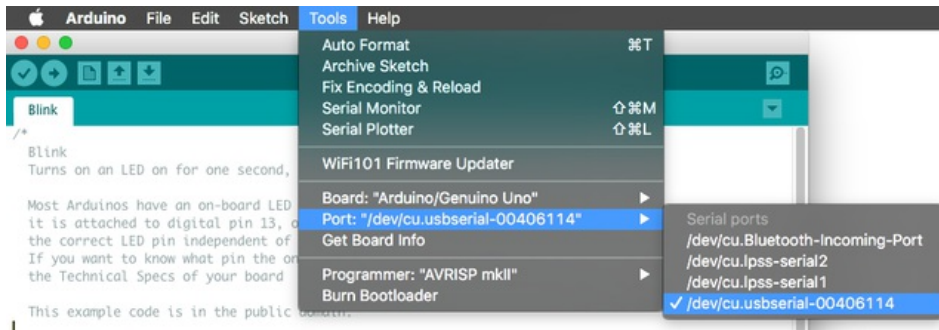 Arduino File Edit Sketch Tools Help
Auto Format ⌘T
Archive Sketch
Fix Encoding & Reload
Serial Monitor ⇧⌘M
Serial Plotter ⇧⌘L
WiFi101 Firmware Updater
Board: "Arduino/Genuino Uno"
Port: "/dev/cu.usbserial-00406114"
Get Board Info
Programmer: "AVRISP mkII"
Burn Bootloader
Serial ports
/dev/cu.Bluetooth-Incoming-Port
/dev/cu.lpss-serial2
/dev/cu.lpss-serial1
✓ /dev/cu.usbserial-00406114
Blink
/*
Blink
Turns on an LED on for one second,
Most Arduinos have an on-board LED
it is attached to digital pin 13, o
the correct LED pin independent of
If you want to know what pin the on
the Technical Specs of your board
This example code is in the public domain.